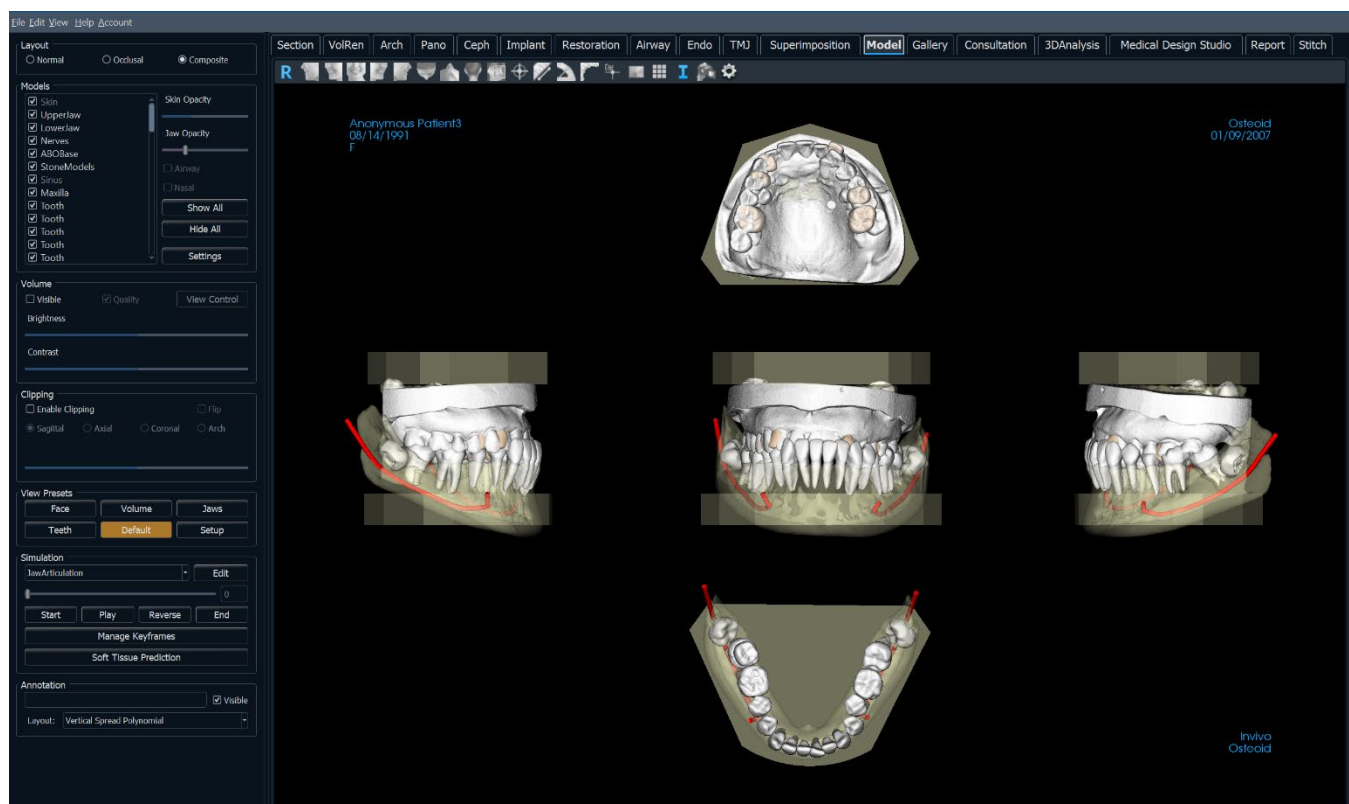 File Edit View Help Account
Section VolRen Arch Pano Ceph Implant Restoration Airway Endo TMJ Superimposition Model Gallery Consultation 3DAnalysis Medical Design Studio Report Stitch
R I
Layout
Normal Occlusal Composite
Models
Skin
UpperJaw
LowerJaw
Nerves
ABOBase
StoneModels
Sinus
Maxilla
Tooth
Tooth
Tooth
Tooth
Tooth
Skin Opacity
Jaw Opacity
Airway
Nasal
Show All
Hide All
Settings
Volume
Visible Quality View Control
Brightness
Contrast
Clipping
Enable Clipping Flip
Sagittal Axial Coronal Arch
View Presets
Face Volume Jaws
Teeth Default Setup
Simulation
JawArticulation Edit
0
Start Play Reverse End
Manage Keyframes
Soft Tissue Prediction
Annotation
Visible
Layout: Vertical Spread Polynomial
Anonymous Patient3
08/14/1991
F
Osteoid
01/09/2007
Invivo
Osteoid